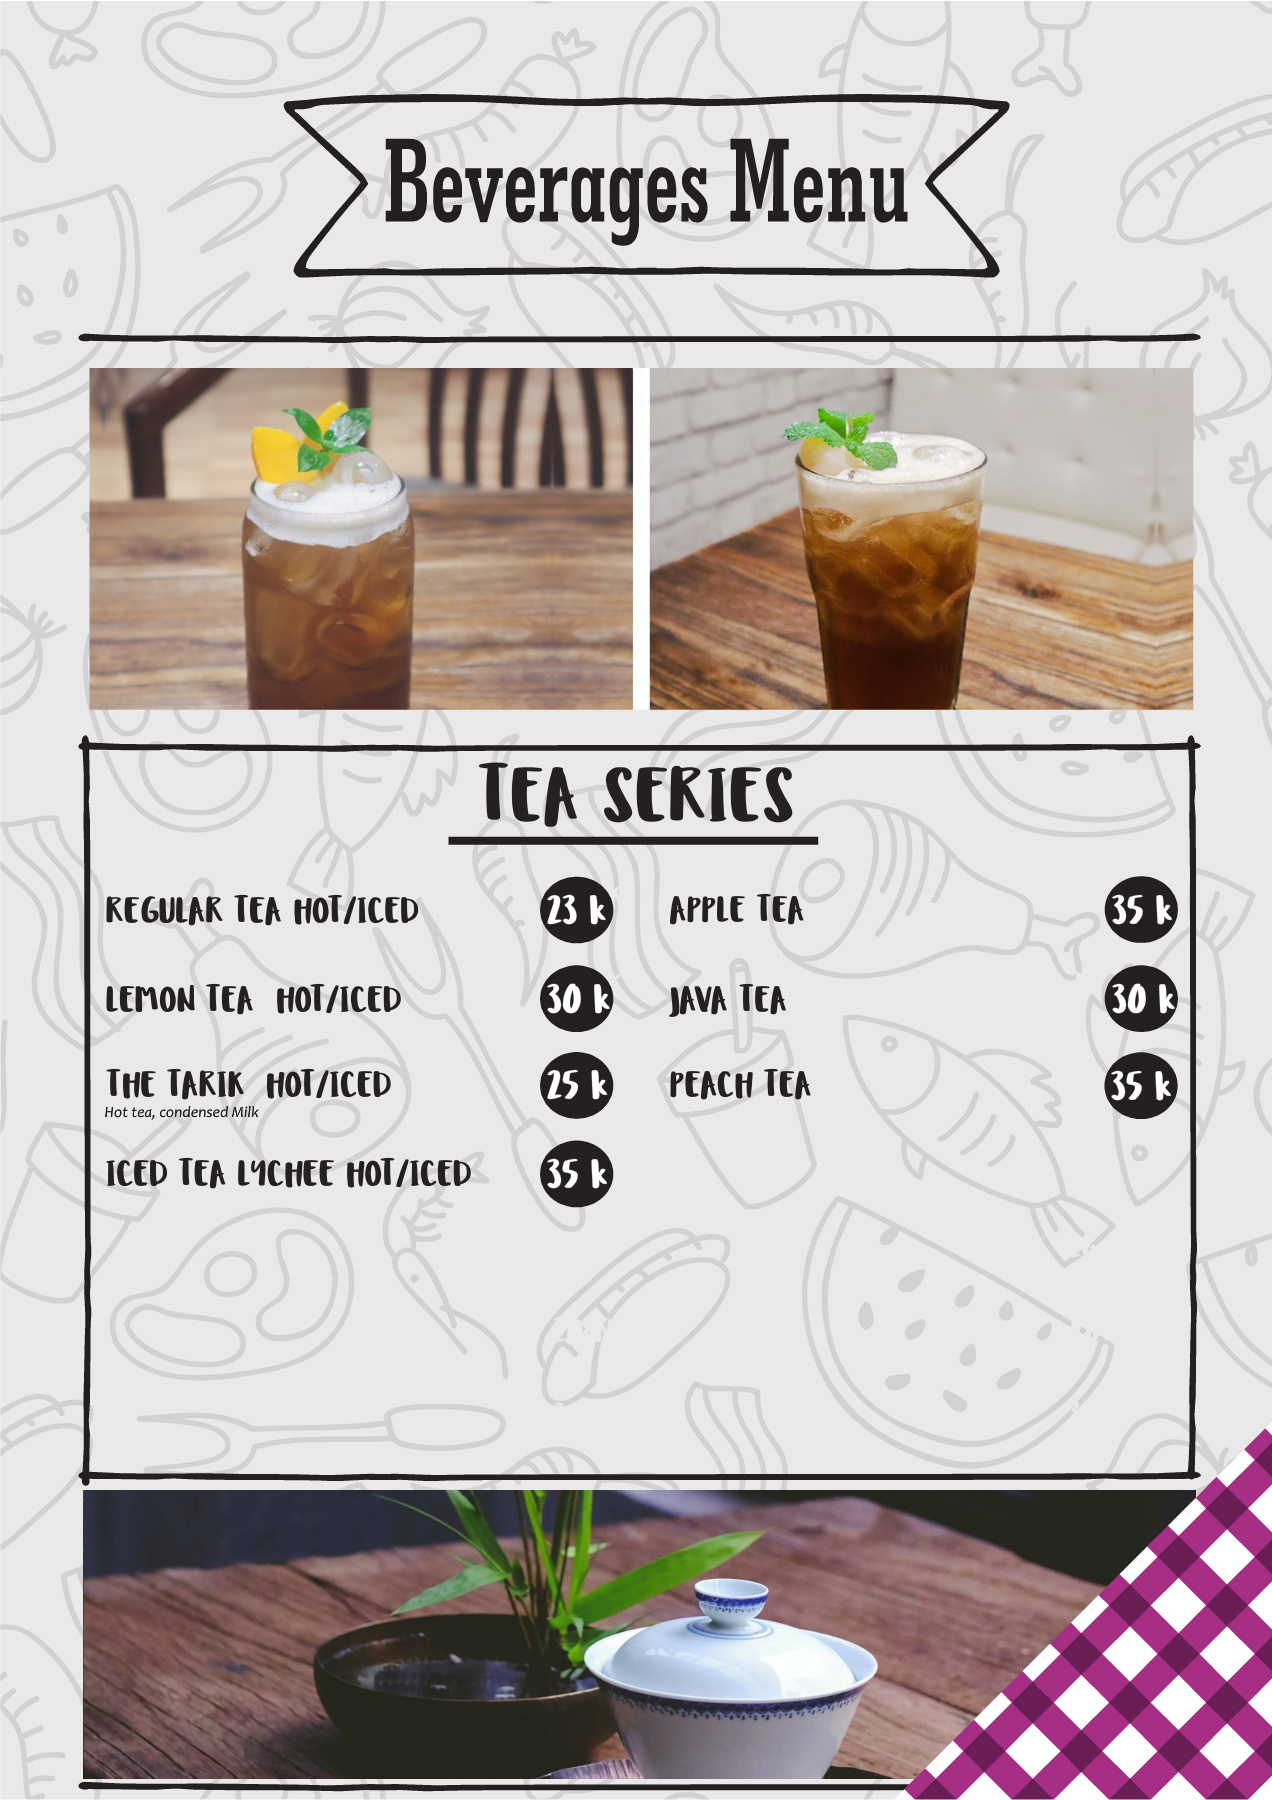 Beverages Menu
TEA SERIES
REGULAR TEA HOT/ICED 23 k
LEMON TEA HOT/ICED 30 k
THE TARIK HOT/ICED 25 k
Hot tea, condensed Milk
ICED TEA LYCHEE HOT/ICED 35 k
APPLE TEA 35 k
JAVA TEA 30 k
PEACH TEA 35 k